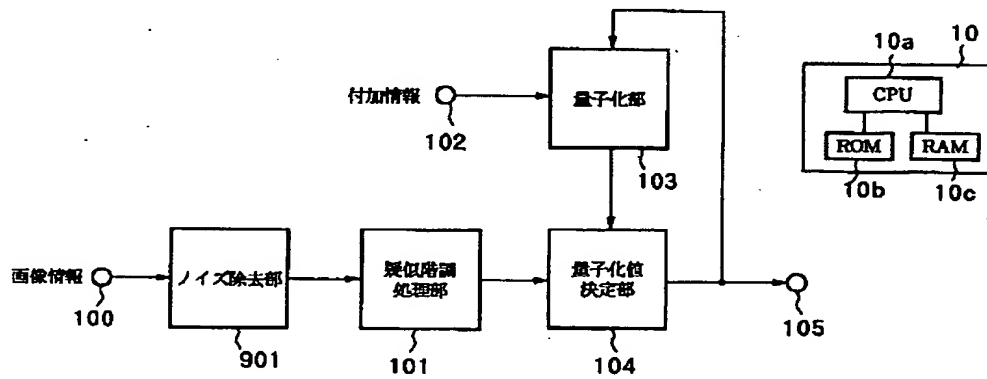 10
10a
CPU
ROM
RAM
10b
10c
付加情報
102
量子化部
103
画像情報
100
ノイズ除去部
901
疑似階調
処理部
101
量子化値
決定部
104
105